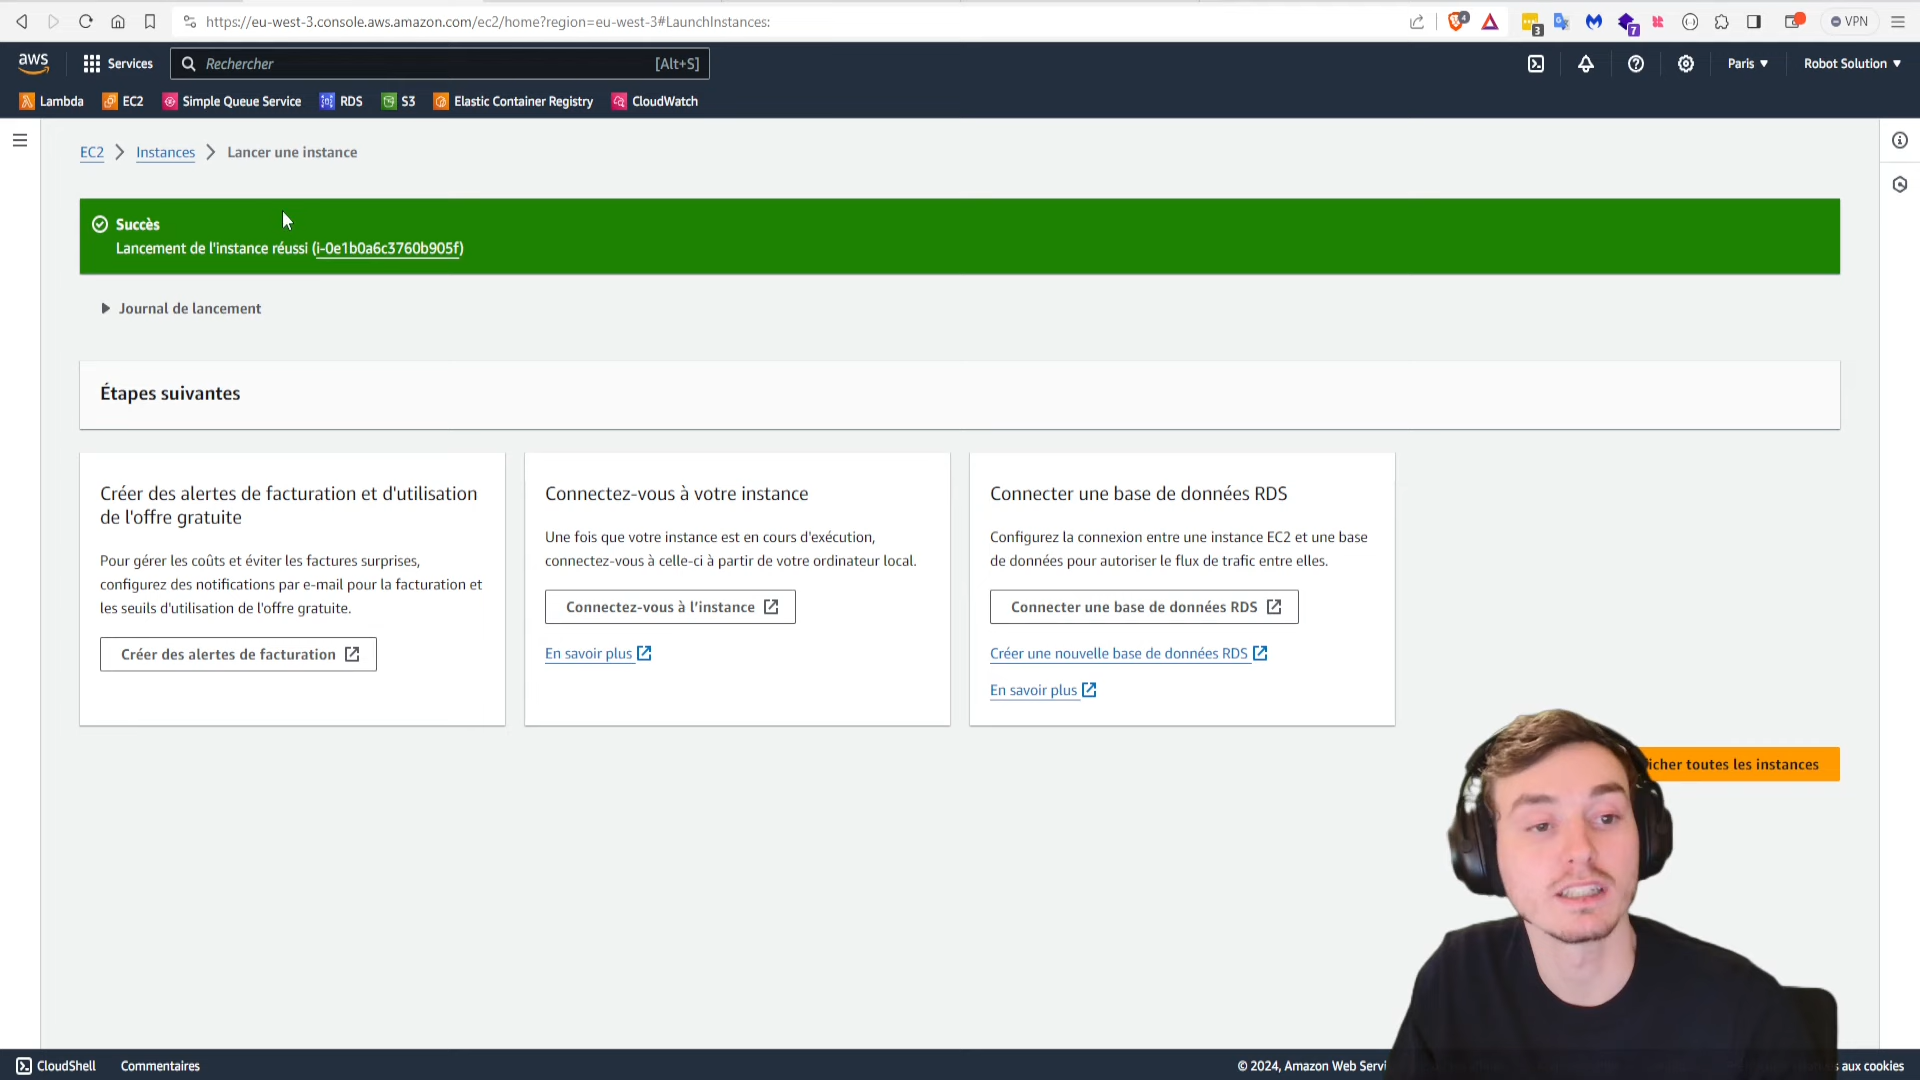 https://eu-west-3.console.aws.amazon.com/ec2/home?region=eu-west-3#LaunchInstances:
4
3
7
VPN
aws
Services
Rechercher
[Alt+S]
Paris
Robot Solution
Lambda
EC2
Simple Queue Service
RDS
S3
Elastic Container Registry
CloudWatch
EC2
Instances
Lancer une instance
Succès
Lancement de l'instance réussi (i-0e1b0a6c3760b905f)
Journal de lancement
Étapes suivantes
Créer des alertes de facturation et d'utilisation
de l'offre gratuite
Pour gérer les coûts et éviter les factures surprises,
configurez des notifications par e-mail pour la facturation et
les seuils d'utilisation de l'offre gratuite.
Créer des alertes de facturation
Connectez-vous à votre instance
Une fois que votre instance est en cours d'exécution,
connectez-vous à celle-ci à partir de votre ordinateur local.
Connectez-vous à l'instance
En savoir plus
Connecter une base de données RDS
Configurez la connexion entre une instance EC2 et une base
de données pour autoriser le flux de trafic entre elles.
Connecter une base de données RDS
Créer une nouvelle base de données RDS
En savoir plus
icher toutes les instances
CloudShell
Commentaires
© 2024, Amazon Web Servi
aux cookies